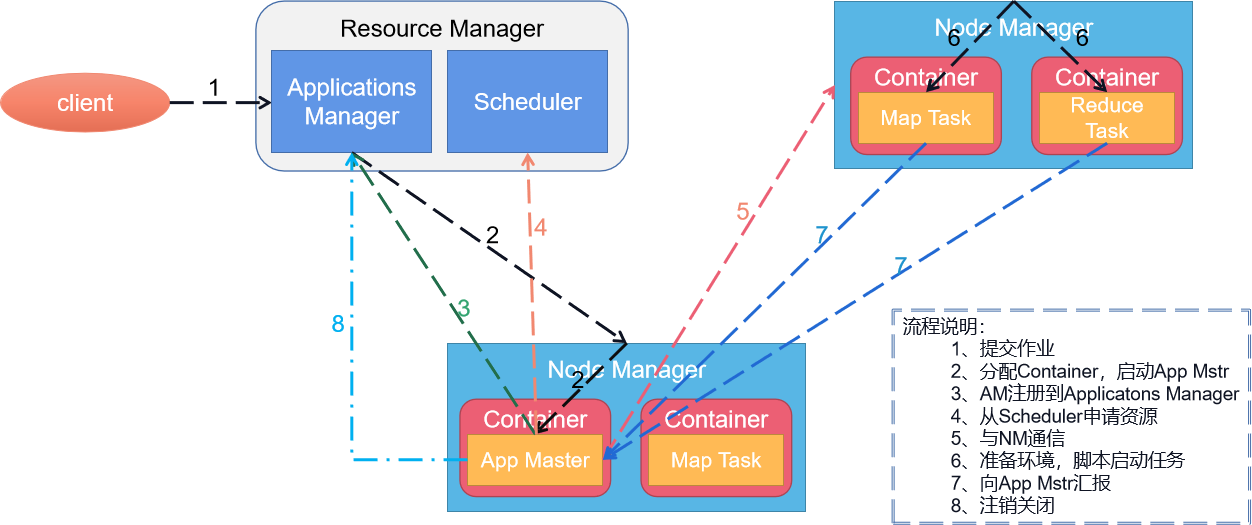 Resource Manager
client
1
Applications
Manager
Scheduler
Node Manager
6
6
Container
Container
Map Task
Reduce
Task
2
4
5
7
7
3
8
Node Manager
2
Container
Container
App Master
Map Task
流程说明：
1、提交作业
2、分配Container，启动App Mstr
3、AM注册到Applicatons Manager
4、从Scheduler申请资源
5、与NM通信
6、准备环境，脚本启动任务
7、向App Mstr汇报
8、注销关闭